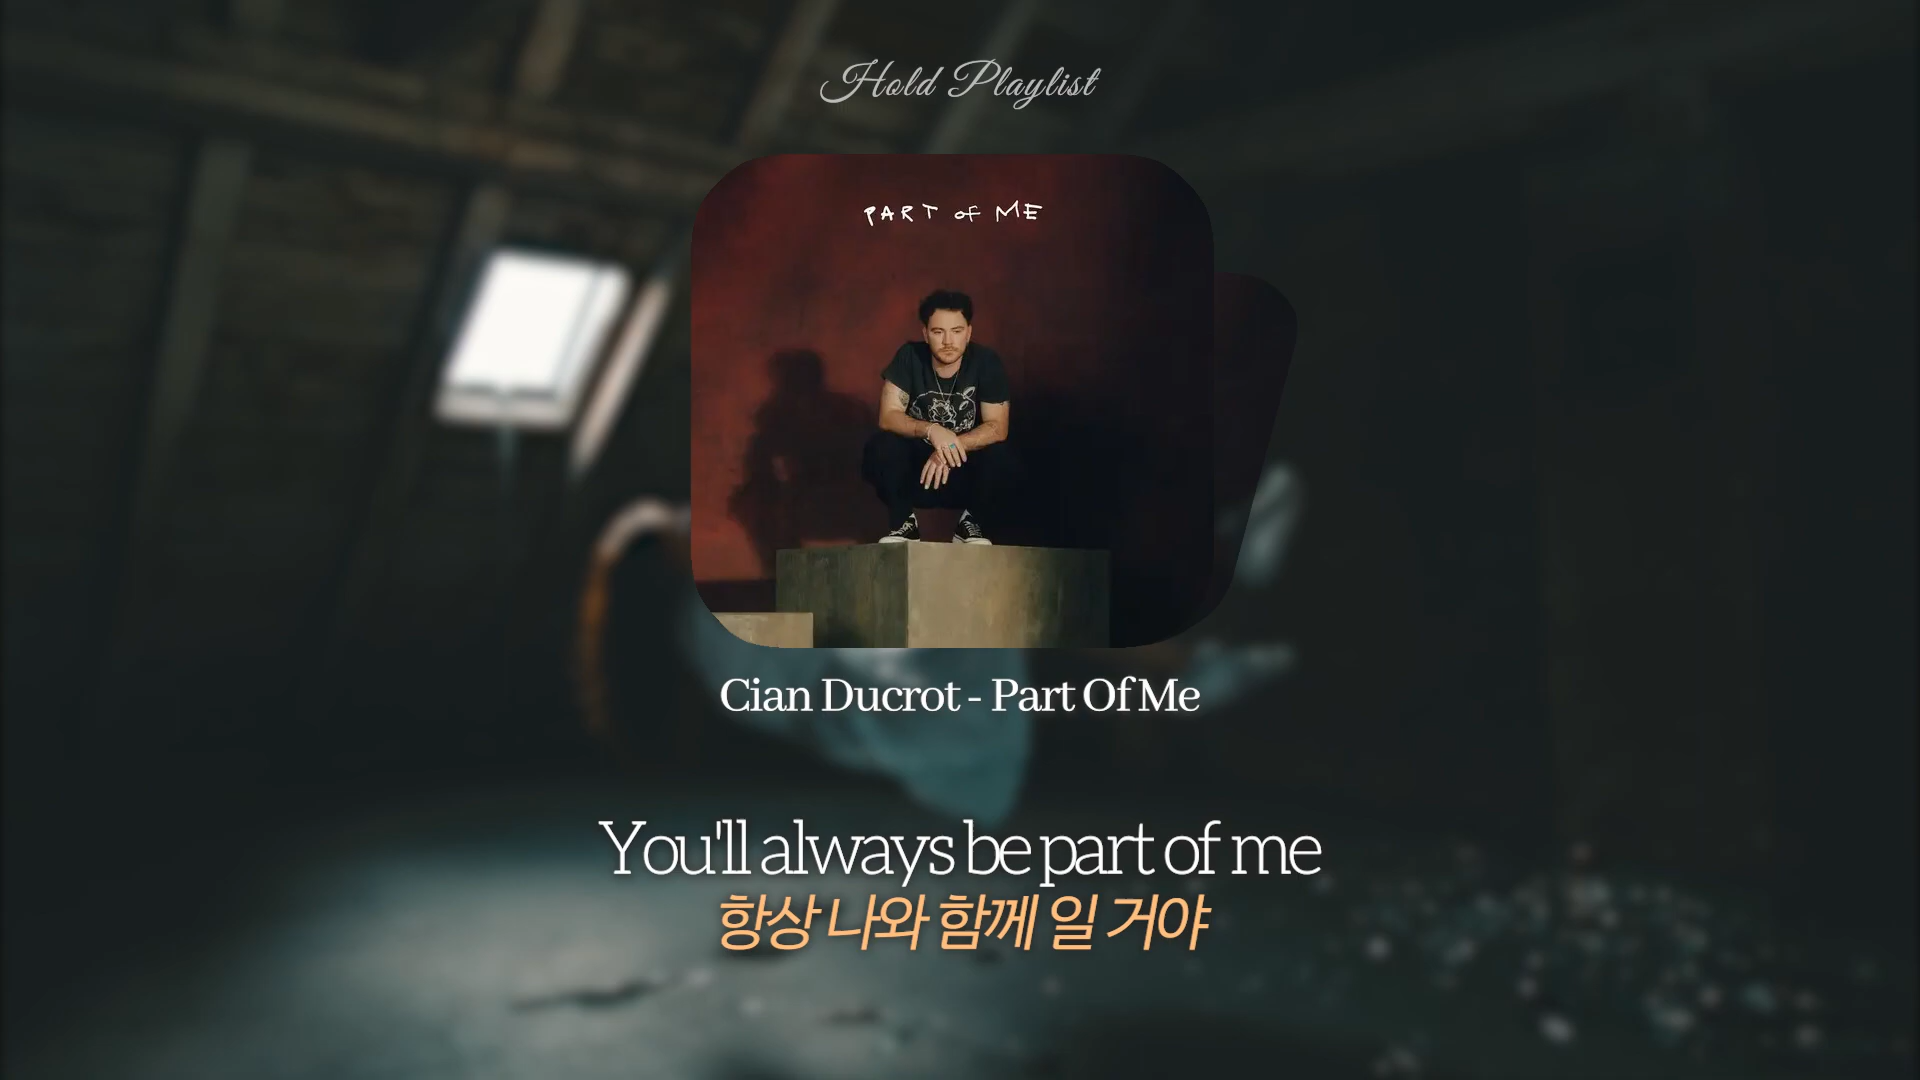 Hold Playlist
PART of ME
Cian Ducrot - Part Of Me
You'll always be part of me
항상 나와 함께 일 거야